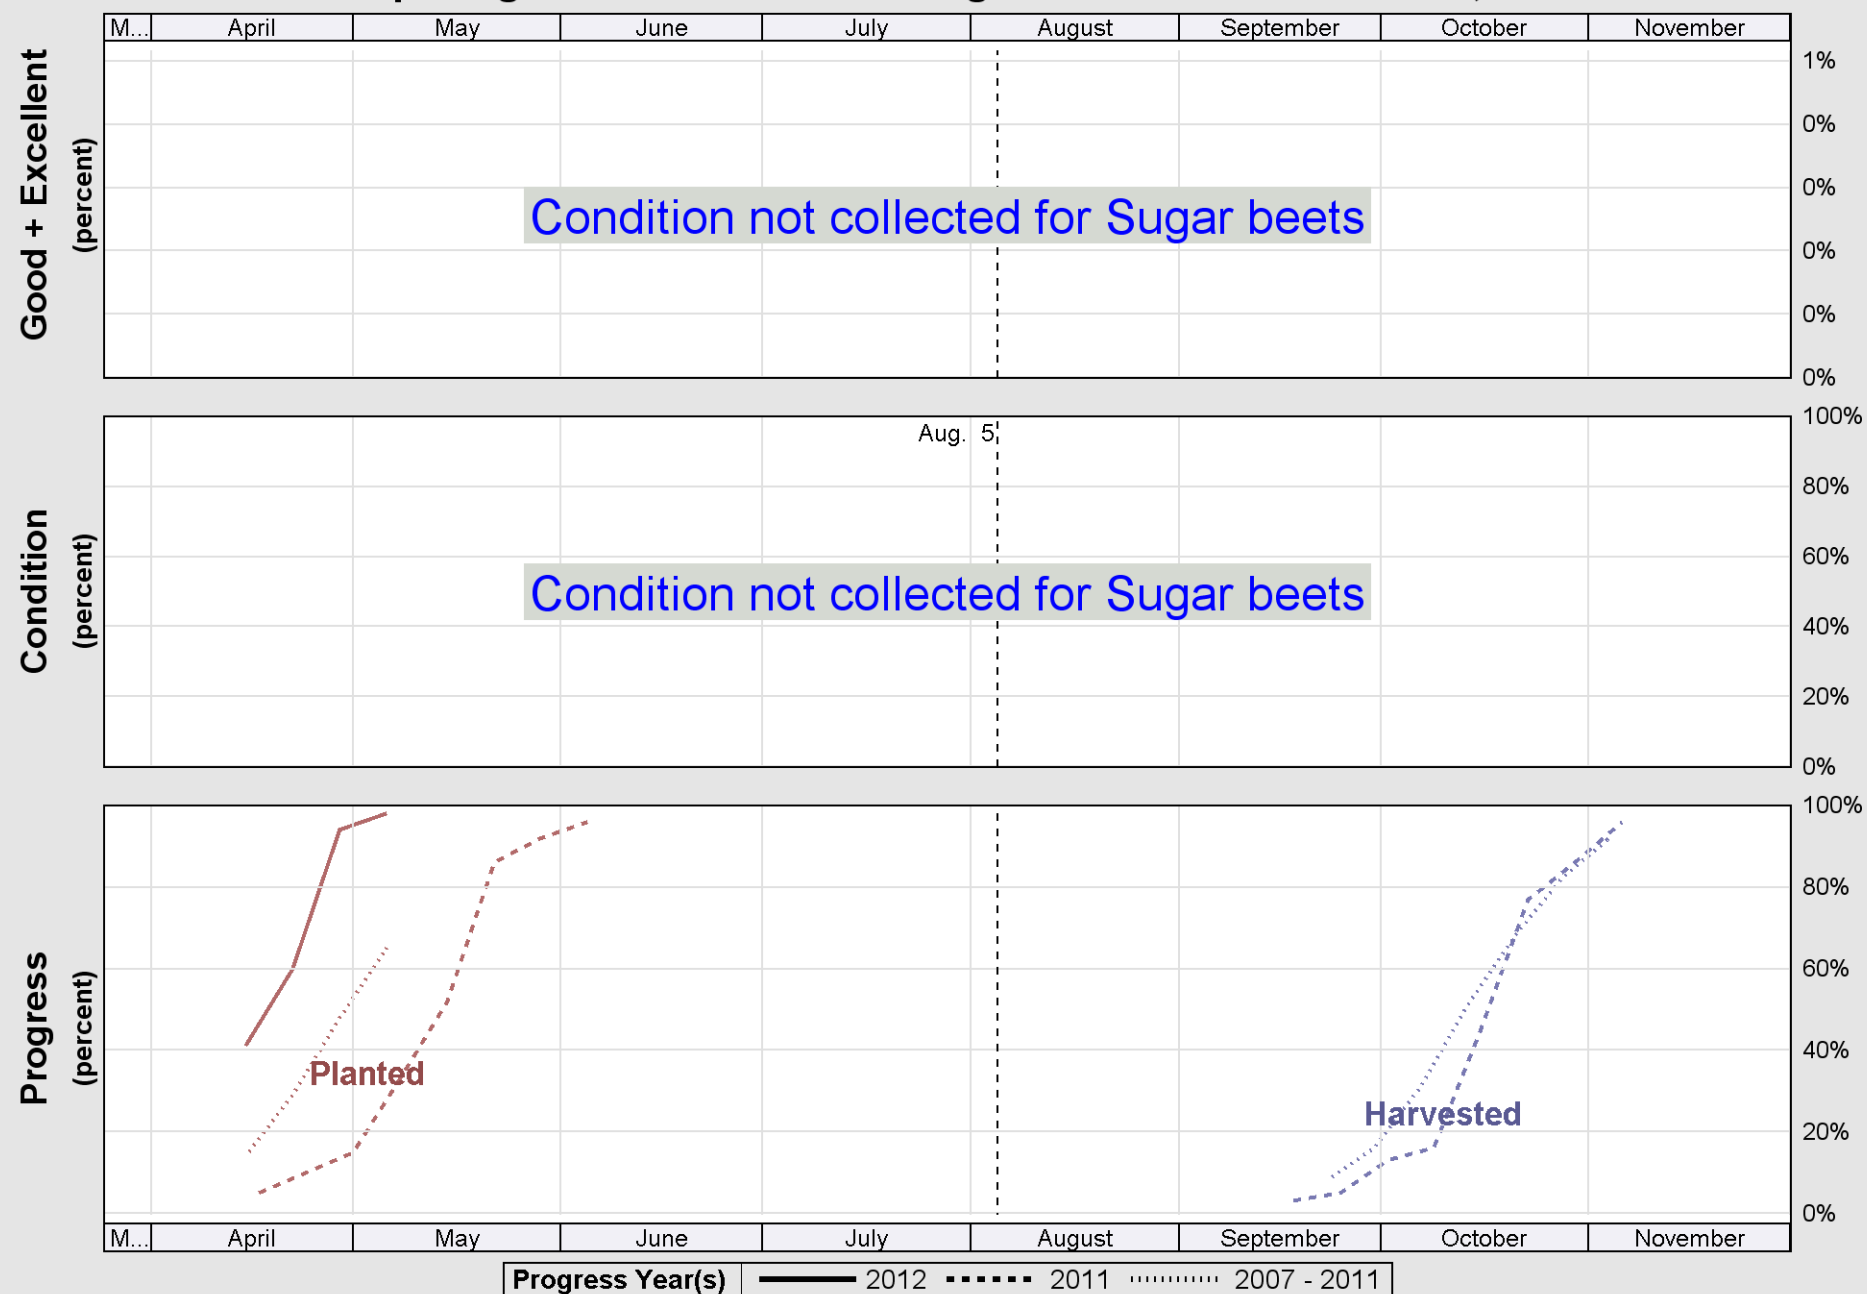 M... April May June July August September October November
Good + Excellent
(percent)
1%
0%
0%
0%
0%
0%
Condition not collected for Sugar beets
Condition
(percent)
Aug. 5
100%
80%
60%
40%
20%
0%
Condition not collected for Sugar beets
Progress
(percent)
100%
80%
60%
40%
20%
0%
Planted
Harvested
M... April May June July August September October November
Progress Year(s) 2012 2011 2007 - 2011